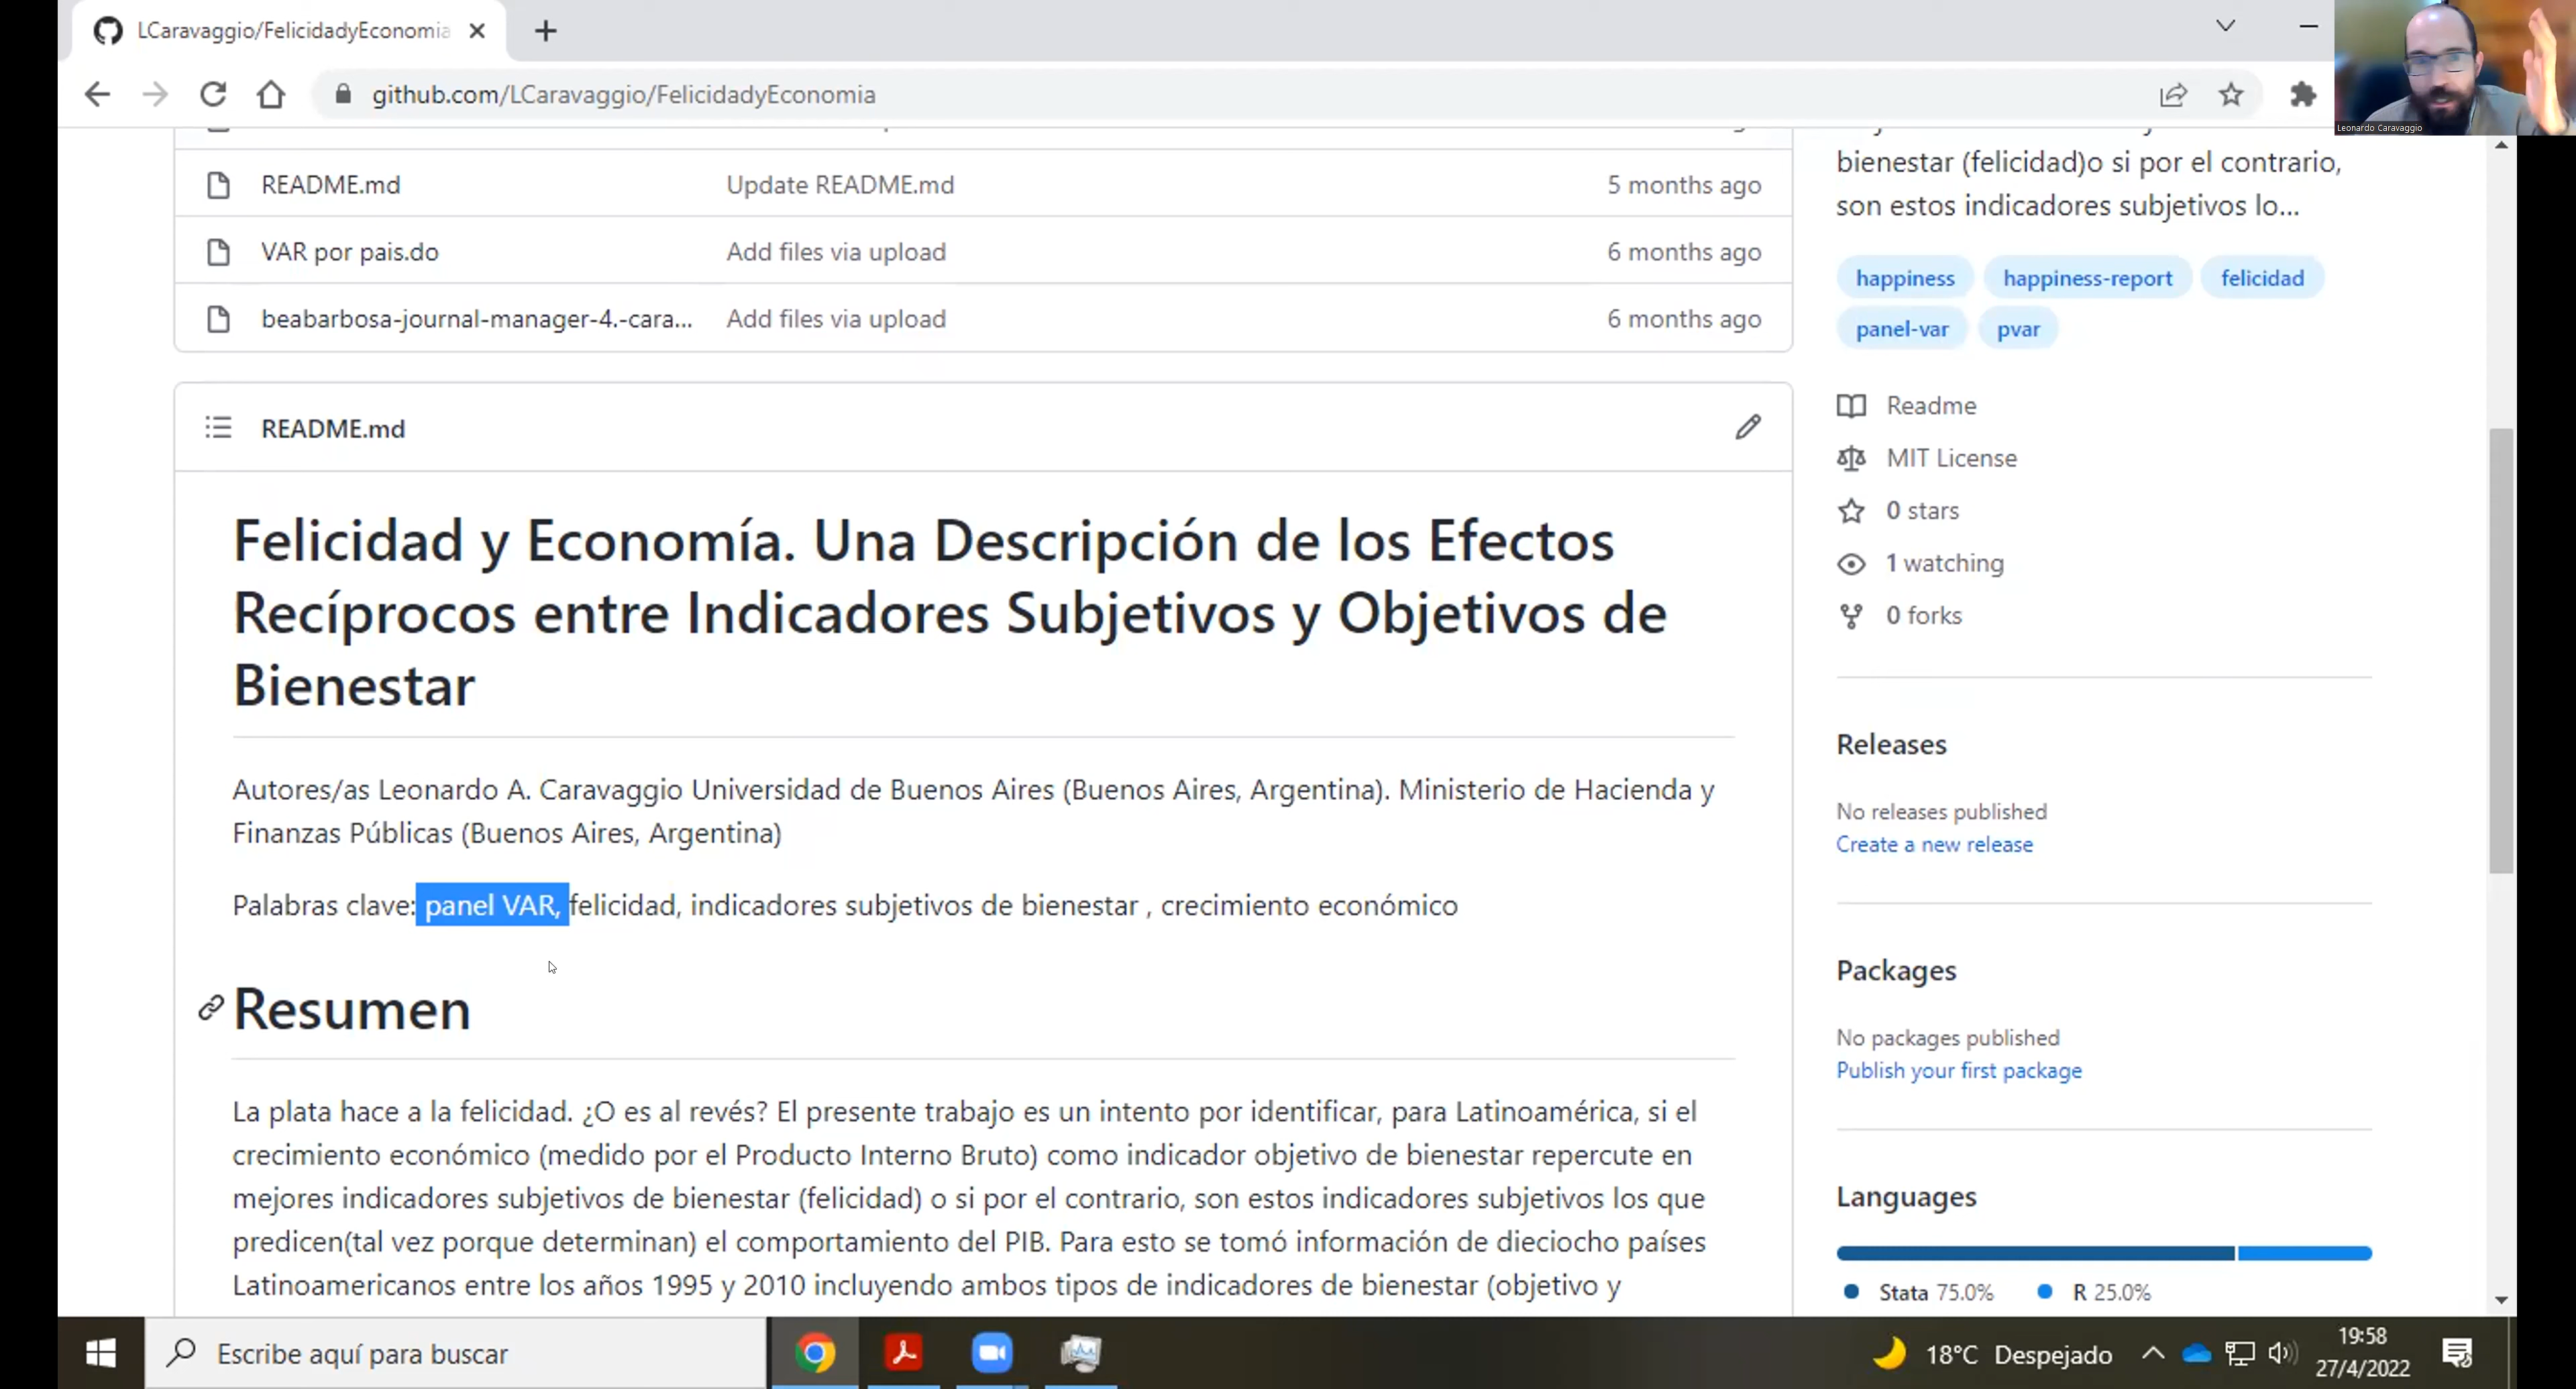 LCaravaggio/FelicidadyEconomia
github.com/LCaravaggio/FelicidadyEconomia
Leonardo Caravaggio
README.md Update README.md 5 months ago
VAR por pais.do Add files via upload 6 months ago
beabarbosa-journal-manager-4.-cara... Add files via upload 6 months ago
README.md
Felicidad y Economía. Una Descripción de los Efectos
Recíprocos entre Indicadores Subjetivos y Objetivos de
Bienestar
Autores/as Leonardo A. Caravaggio Universidad de Buenos Aires (Buenos Aires, Argentina). Ministerio de Hacienda y
Finanzas Públicas (Buenos Aires, Argentina)
Palabras clave: panel VAR, felicidad, indicadores subjetivos de bienestar , crecimiento económico
Resumen
La plata hace a la felicidad. ¿O es al revés? El presente trabajo es un intento por identificar, para Latinoamérica, si el
crecimiento económico (medido por el Producto Interno Bruto) como indicador objetivo de bienestar repercute en
mejores indicadores subjetivos de bienestar (felicidad) o si por el contrario, son estos indicadores subjetivos los que
predicen(tal vez porque determinan) el comportamiento del PIB. Para esto se tomó información de dieciocho países
Latinoamericanos entre los años 1995 y 2010 incluyendo ambos tipos de indicadores de bienestar (objetivo y
bienestar (felicidad)o si por el contrario,
son estos indicadores subjetivos lo...
happiness happiness-report felicidad
panel-var pvar
Readme
MIT License
0 stars
1 watching
0 forks
Releases
No releases published
Create a new release
Packages
No packages published
Publish your first package
Languages
Stata 75.0% R 25.0%
Escribe aquí para buscar
18°C Despejado
19:58
27/4/2022